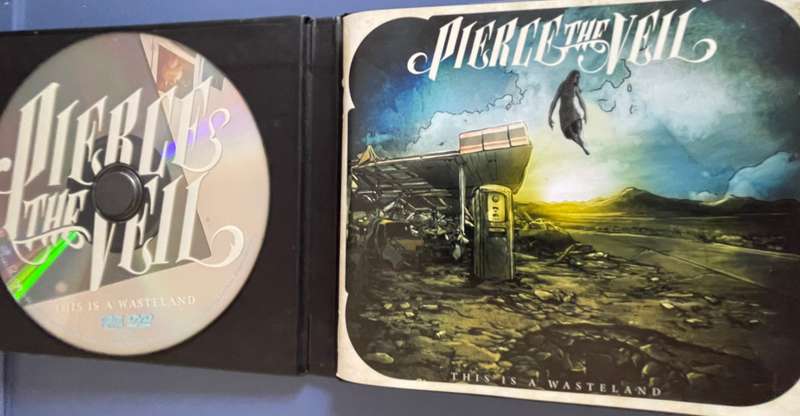 PIERCE
THE
VEIL
THIS IS A WASTELAND
PIERCE THE VEIL
THIS IS A WASTELAND